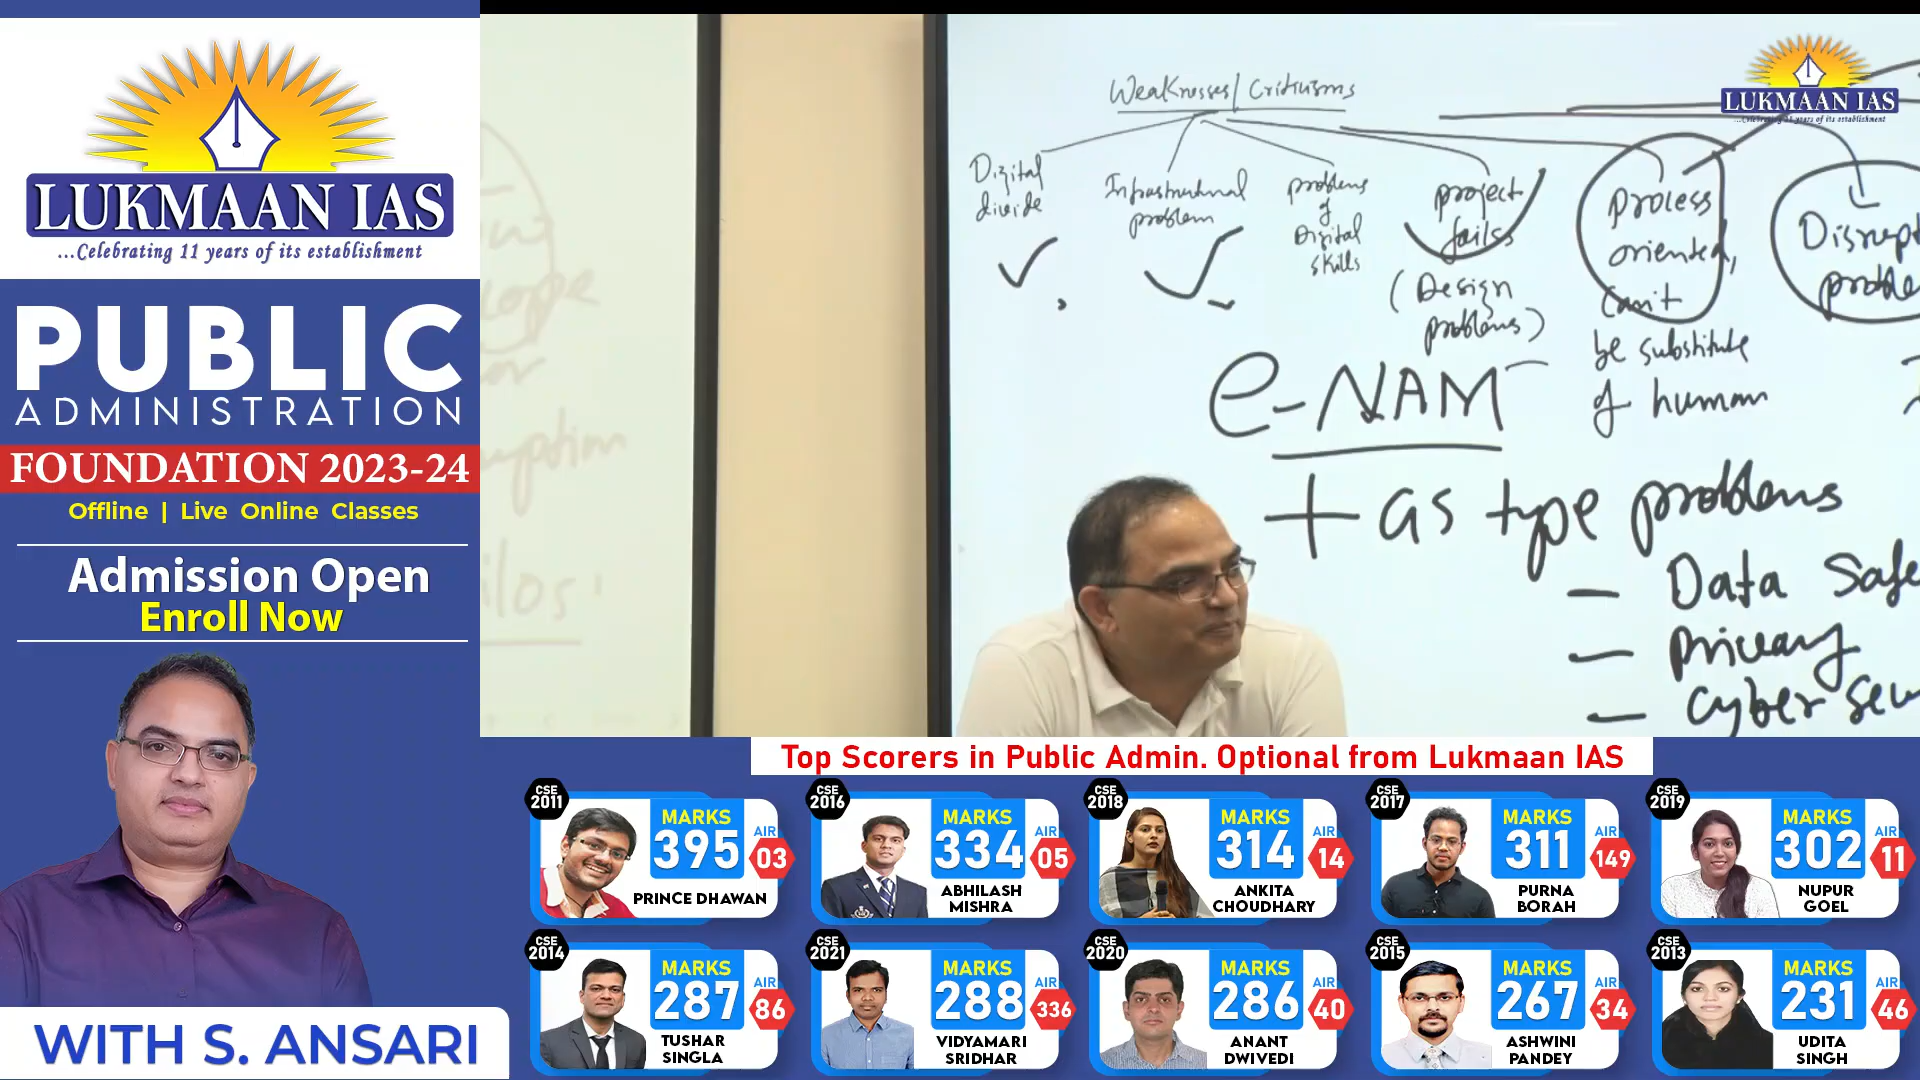 LUKMAAN IAS
...Celebrating 11 years of its establishment
PUBLIC
ADMINISTRATION
FOUNDATION 2023-24
Offline | Live Online Classes
Admission Open
Enroll Now
WITH S. ANSARI
LUKMAAN IAS
...Celebrating 11 years of its establishment
Weaknesses/Criticisms
Digital
divide
Infrastructural
problem
problems
of
Digital
skills
project
fails
(Design
problems)
Process
oriented,
can't
be substitute
of human
Disrupt
proble
e-NAM
+ as type problems
- Data Safe
- privacy
- cyber secu
Top Scorers in Public Admin. Optional from Lukmaan IAS
CSE 2011
MARKS
395
AIR
03
PRINCE DHAWAN
CSE 2016
MARKS
334
AIR
05
ABHILASH
MISHRA
CSE 2018
MARKS
314
AIR
14
ANKITA
CHOUDHARY
CSE 2017
MARKS
311
AIR
149
PURNA
BORAH
CSE 2019
MARKS
302
AIR
11
NUPUR
GOEL
CSE 2014
MARKS
287
AIR
86
TUSHAR
SINGLA
CSE 2021
MARKS
288
AIR
336
VIDYAMARI
SRIDHAR
CSE 2020
MARKS
286
AIR
40
ANANT
DWIVEDI
CSE 2015
MARKS
267
AIR
34
ASHWINI
PANDEY
CSE 2013
MARKS
231
AIR
46
UDITA
SINGH